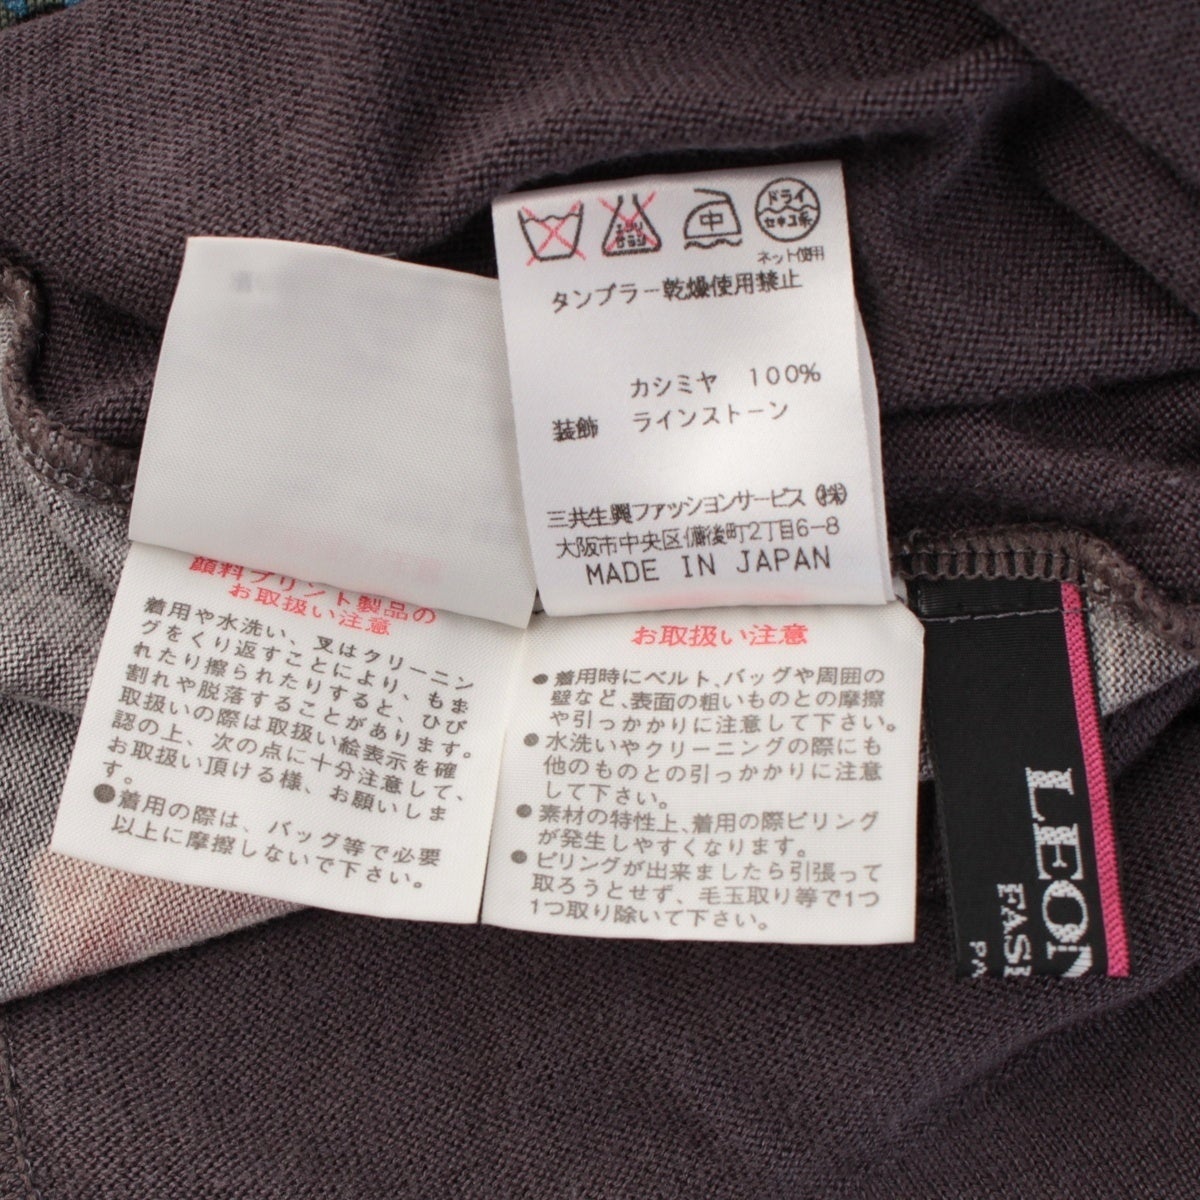 エンソ
サラシ
中
ドライ
セキユ系
ネット使用
タンブラー乾燥使用禁止
カシミヤ 100%
装飾 ラインストーン
三共生興ファッションサービス(株)
大阪市中央区備後町2丁目6-8
MADE IN JAPAN
顔料プリント製品の
お取扱い注意
着用や水洗い、又はクリーニン
グをくり返すことにより、もま
れたり擦られたりすると、ひび
割れや脱落することがあります。
取扱いの際は取扱い絵表示を確
認の上、次の点に十分注意して、
お取扱い頂ける様、お願いしま
す。
●着用の際は、バッグ等で必要
以上に摩擦しないで下さい。
お取扱い注意
● 着用時にベルト、バッグや周囲の
壁など、表面の粗いものとの摩擦
や引っかかりに注意して下さい。
● 水洗いやクリーニングの際にも
他のものとの引っかかりに注意
して下さい。
● 素材の特性上、着用の際ピリング
が発生しやすくなります。
● ピリングが出来ましたら引張って
取ろうとせず、毛玉取り等で1つ
1つ取り除いて下さい。
LEON
FASH
PA